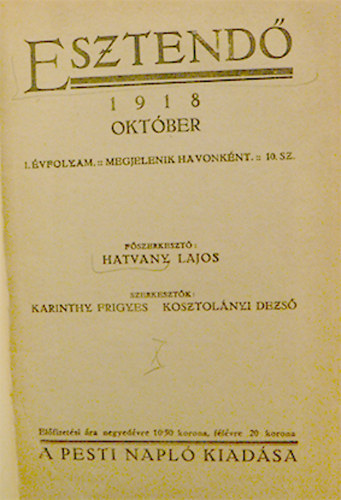 ESZTENDŐ
1918
OKTÓBER
I. ÉVFOLYAM. :: MEGJELENIK HAVONKÉNT. :: 10. SZ.
FŐSZERKESZTŐ:
HATVANY LAJOS
SZERKESZTŐK:
KARINTHY FRIGYES KOSZTOLÁNYI DEZSŐ
Előfizetési ára negyedévre 10·50 korona, félévre 20 korona
A PESTI NAPLÓ KIADÁSA